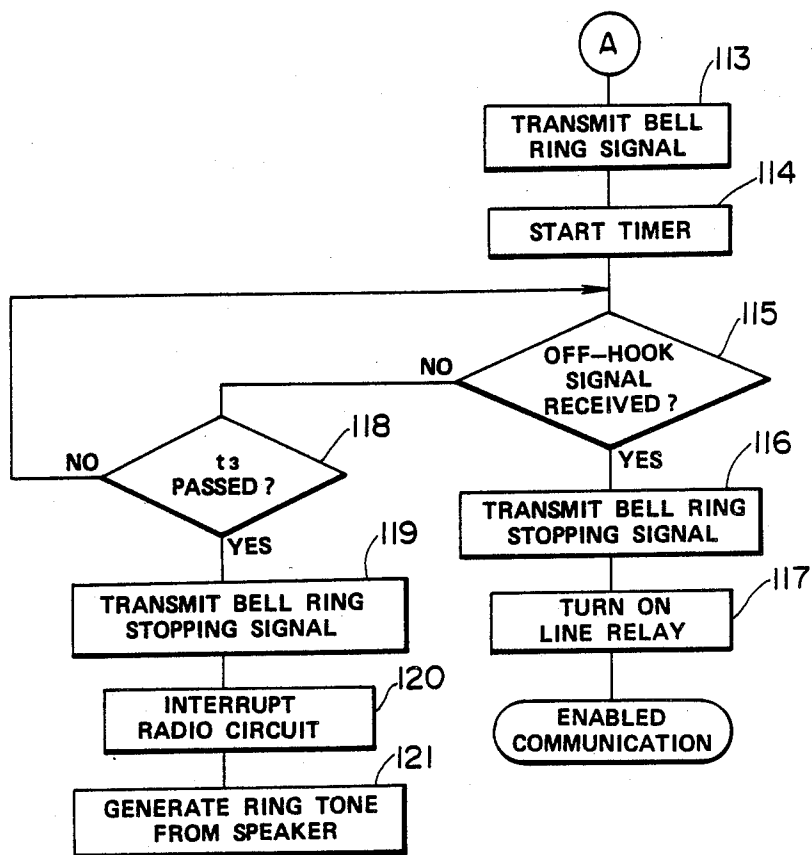 A
113
TRANSMIT BELL
RING SIGNAL
114
START TIMER
115
OFF-HOOK
SIGNAL
RECEIVED?
NO
YES
118
t3
PASSED?
NO
YES
116
TRANSMIT BELL RING
STOPPING SIGNAL
117
TURN ON
LINE RELAY
ENABLED
COMMUNICATION
119
TRANSMIT BELL RING
STOPPING SIGNAL
120
INTERRUPT
RADIO CIRCUIT
121
GENERATE RING TONE
FROM SPEAKER